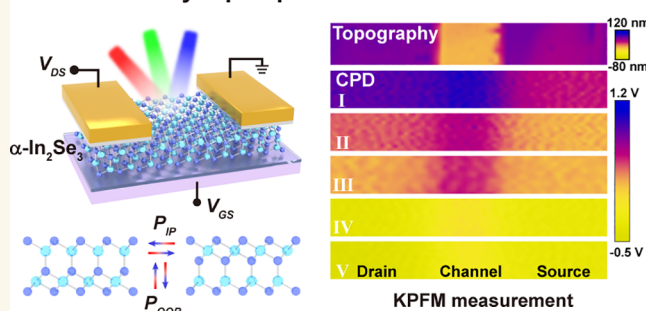 Topography
120 nm
-80 nm
CPD
I
1.2 V
II
III
IV
V
Drain
Channel
Source
-0.5 V
KPFM measurement
V_DS
α-In₂Se₃
V_GS
P_IP
P_OOP